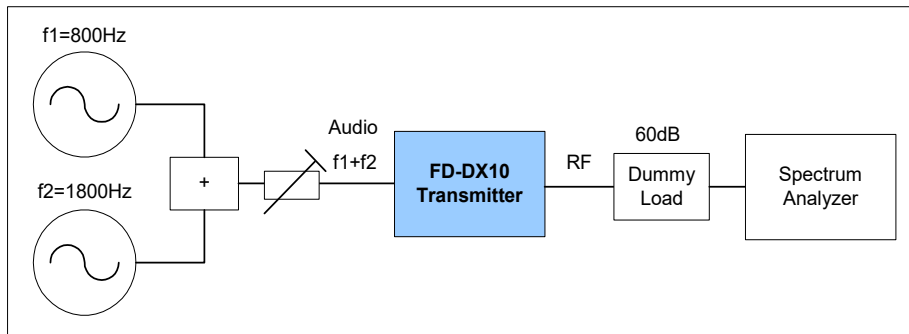 f1=800Hz
f2=1800Hz
+
Audio
f1+f2
FD-DX10
Transmitter
RF
60dB
Dummy
Load
Spectrum
Analyzer